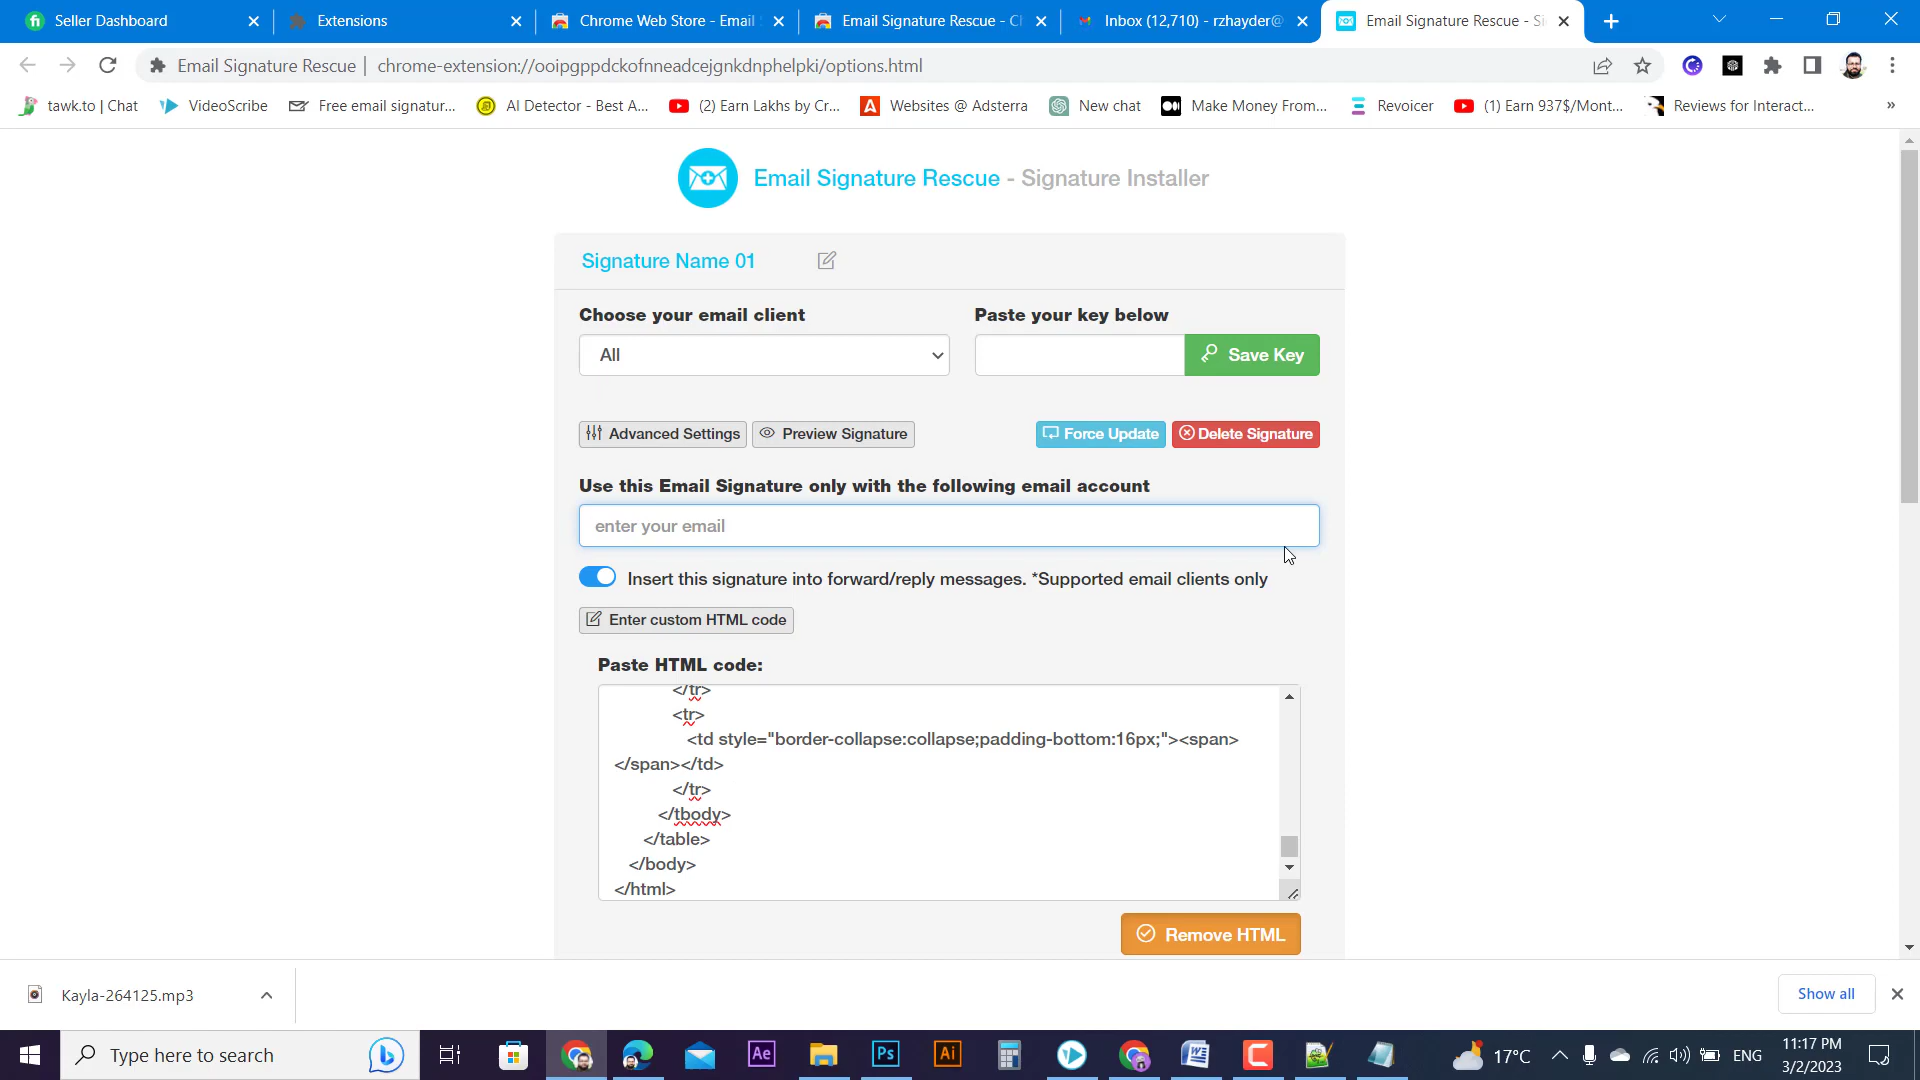 Seller Dashboard
Extensions
Chrome Web Store - Email
Email Signature Rescue - Ch
Inbox (12,710) - rzhayder@
Email Signature Rescue - Si
Email Signature Rescue | chrome-extension://ooipgppdckofnneadcejgnkdnphelpki/options.html
tawk.to | Chat
VideoScribe
Free email signatur...
AI Detector - Best A...
(2) Earn Lakhs by Cr...
Websites @ Adsterra
New chat
Make Money From...
Revoicer
(1) Earn 937$/Mont...
Reviews for Interact...
»
Email Signature Rescue - Signature Installer
Signature Name 01
Choose your email client
Paste your key below
All
Save Key
Advanced Settings
Preview Signature
Force Update
Delete Signature
Use this Email Signature only with the following email account
enter your email
Insert this signature into forward/reply messages. *Supported email clients only
Enter custom HTML code
Paste HTML code:
</tr>
<tr>
<td style="border-collapse:collapse;padding-bottom:16px;"><span>
</span></td>
</tr>
</tbody>
</table>
</body>
</html>
Remove HTML
Kayla-264125.mp3
Show all
Type here to search
17°C
ENG
11:17 PM
3/2/2023